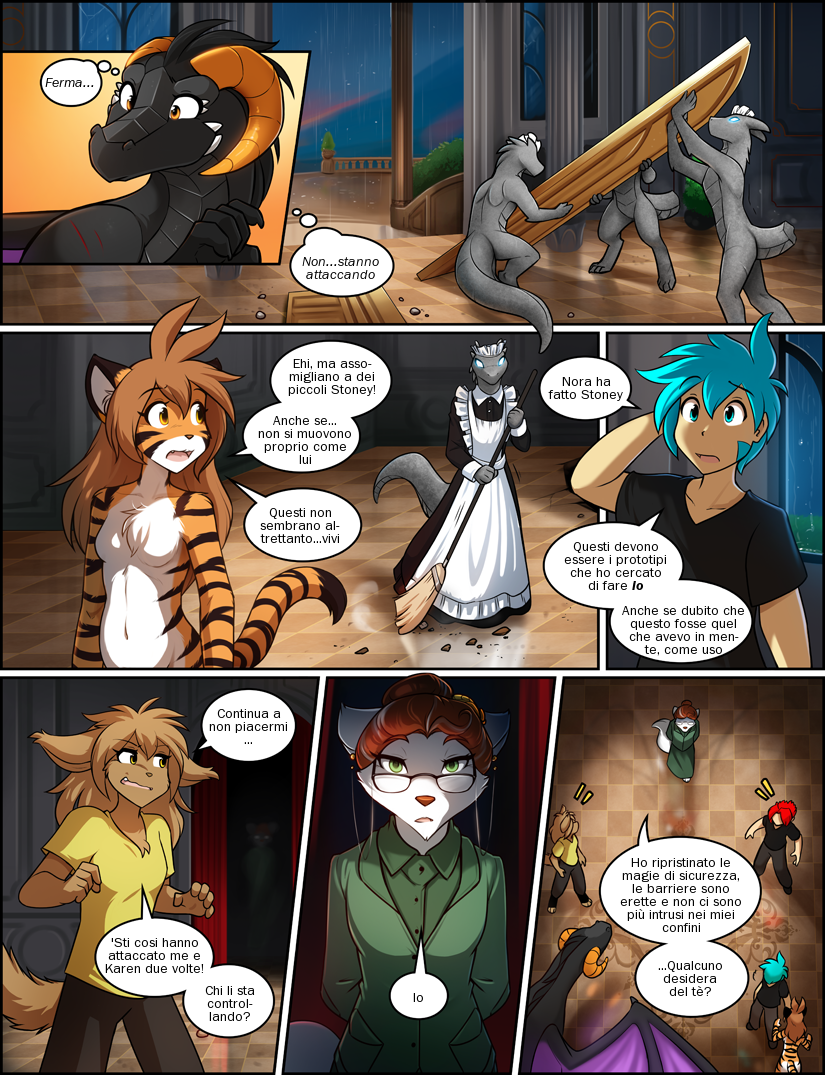 Ferma...
Non...stanno
attaccando
Ehi, ma asso-
migliano a dei
piccoli Stoney!
Anche se...
non si muovono
proprio come
lui
Questi non
sembrano al-
trettanto...vivi
Nora ha
fatto Stoney
Questi devono
essere i prototipi
che ho cercato
di fare Io
Anche se dubito che
questo fosse quel
che avevo in men-
te, come uso
Continua a
non piacermi
...
'Sti cosi hanno
attaccato me e
Karen due volte!
Chi li sta
control-
lando?
Io
Ho ripristinato le
magie di sicurezza,
le barriere sono
erette e non ci sono
più intrusi nei miei
confini
...Qualcuno
desidera
del tè?